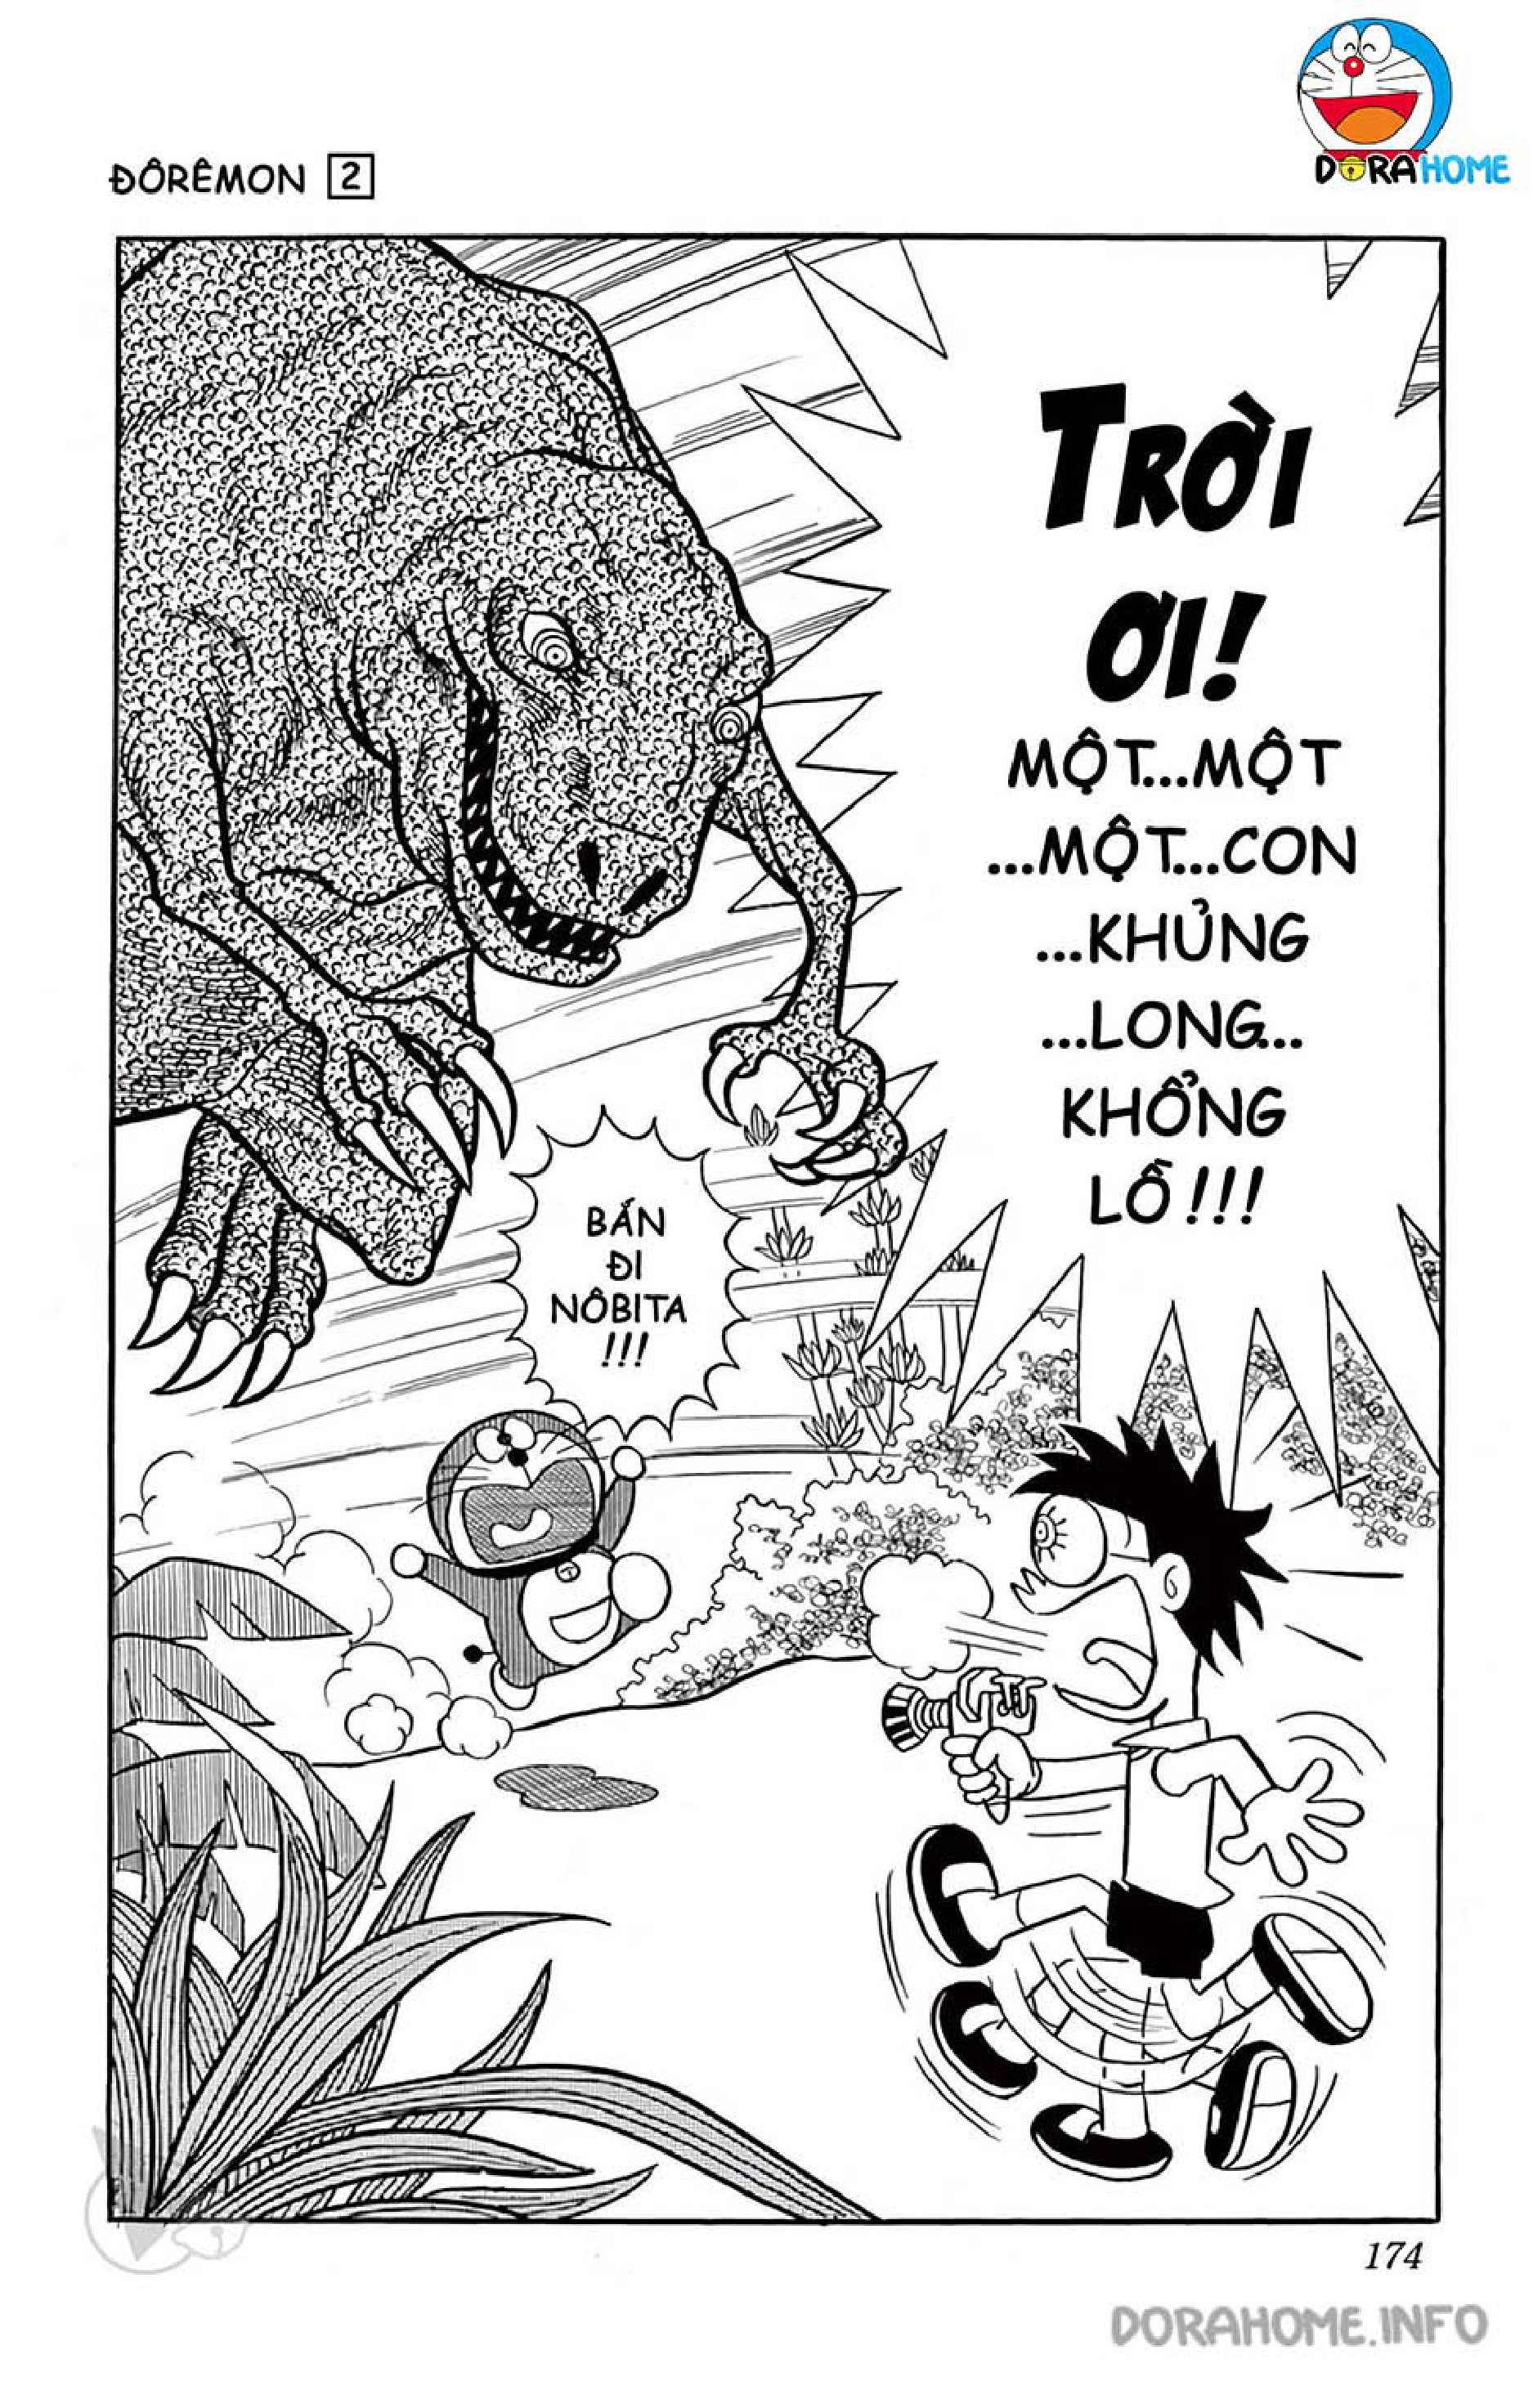 ĐÔRÊMON 2
DORAHOME
TRỜI
ƠI!
MỘT...MỘT
...MỘT...CON
...KHỦNG
...LONG...
KHỔNG
LỒ!!!
BẮN
ĐI
NÔBITA
!!!
174
DORAHOME.INFO